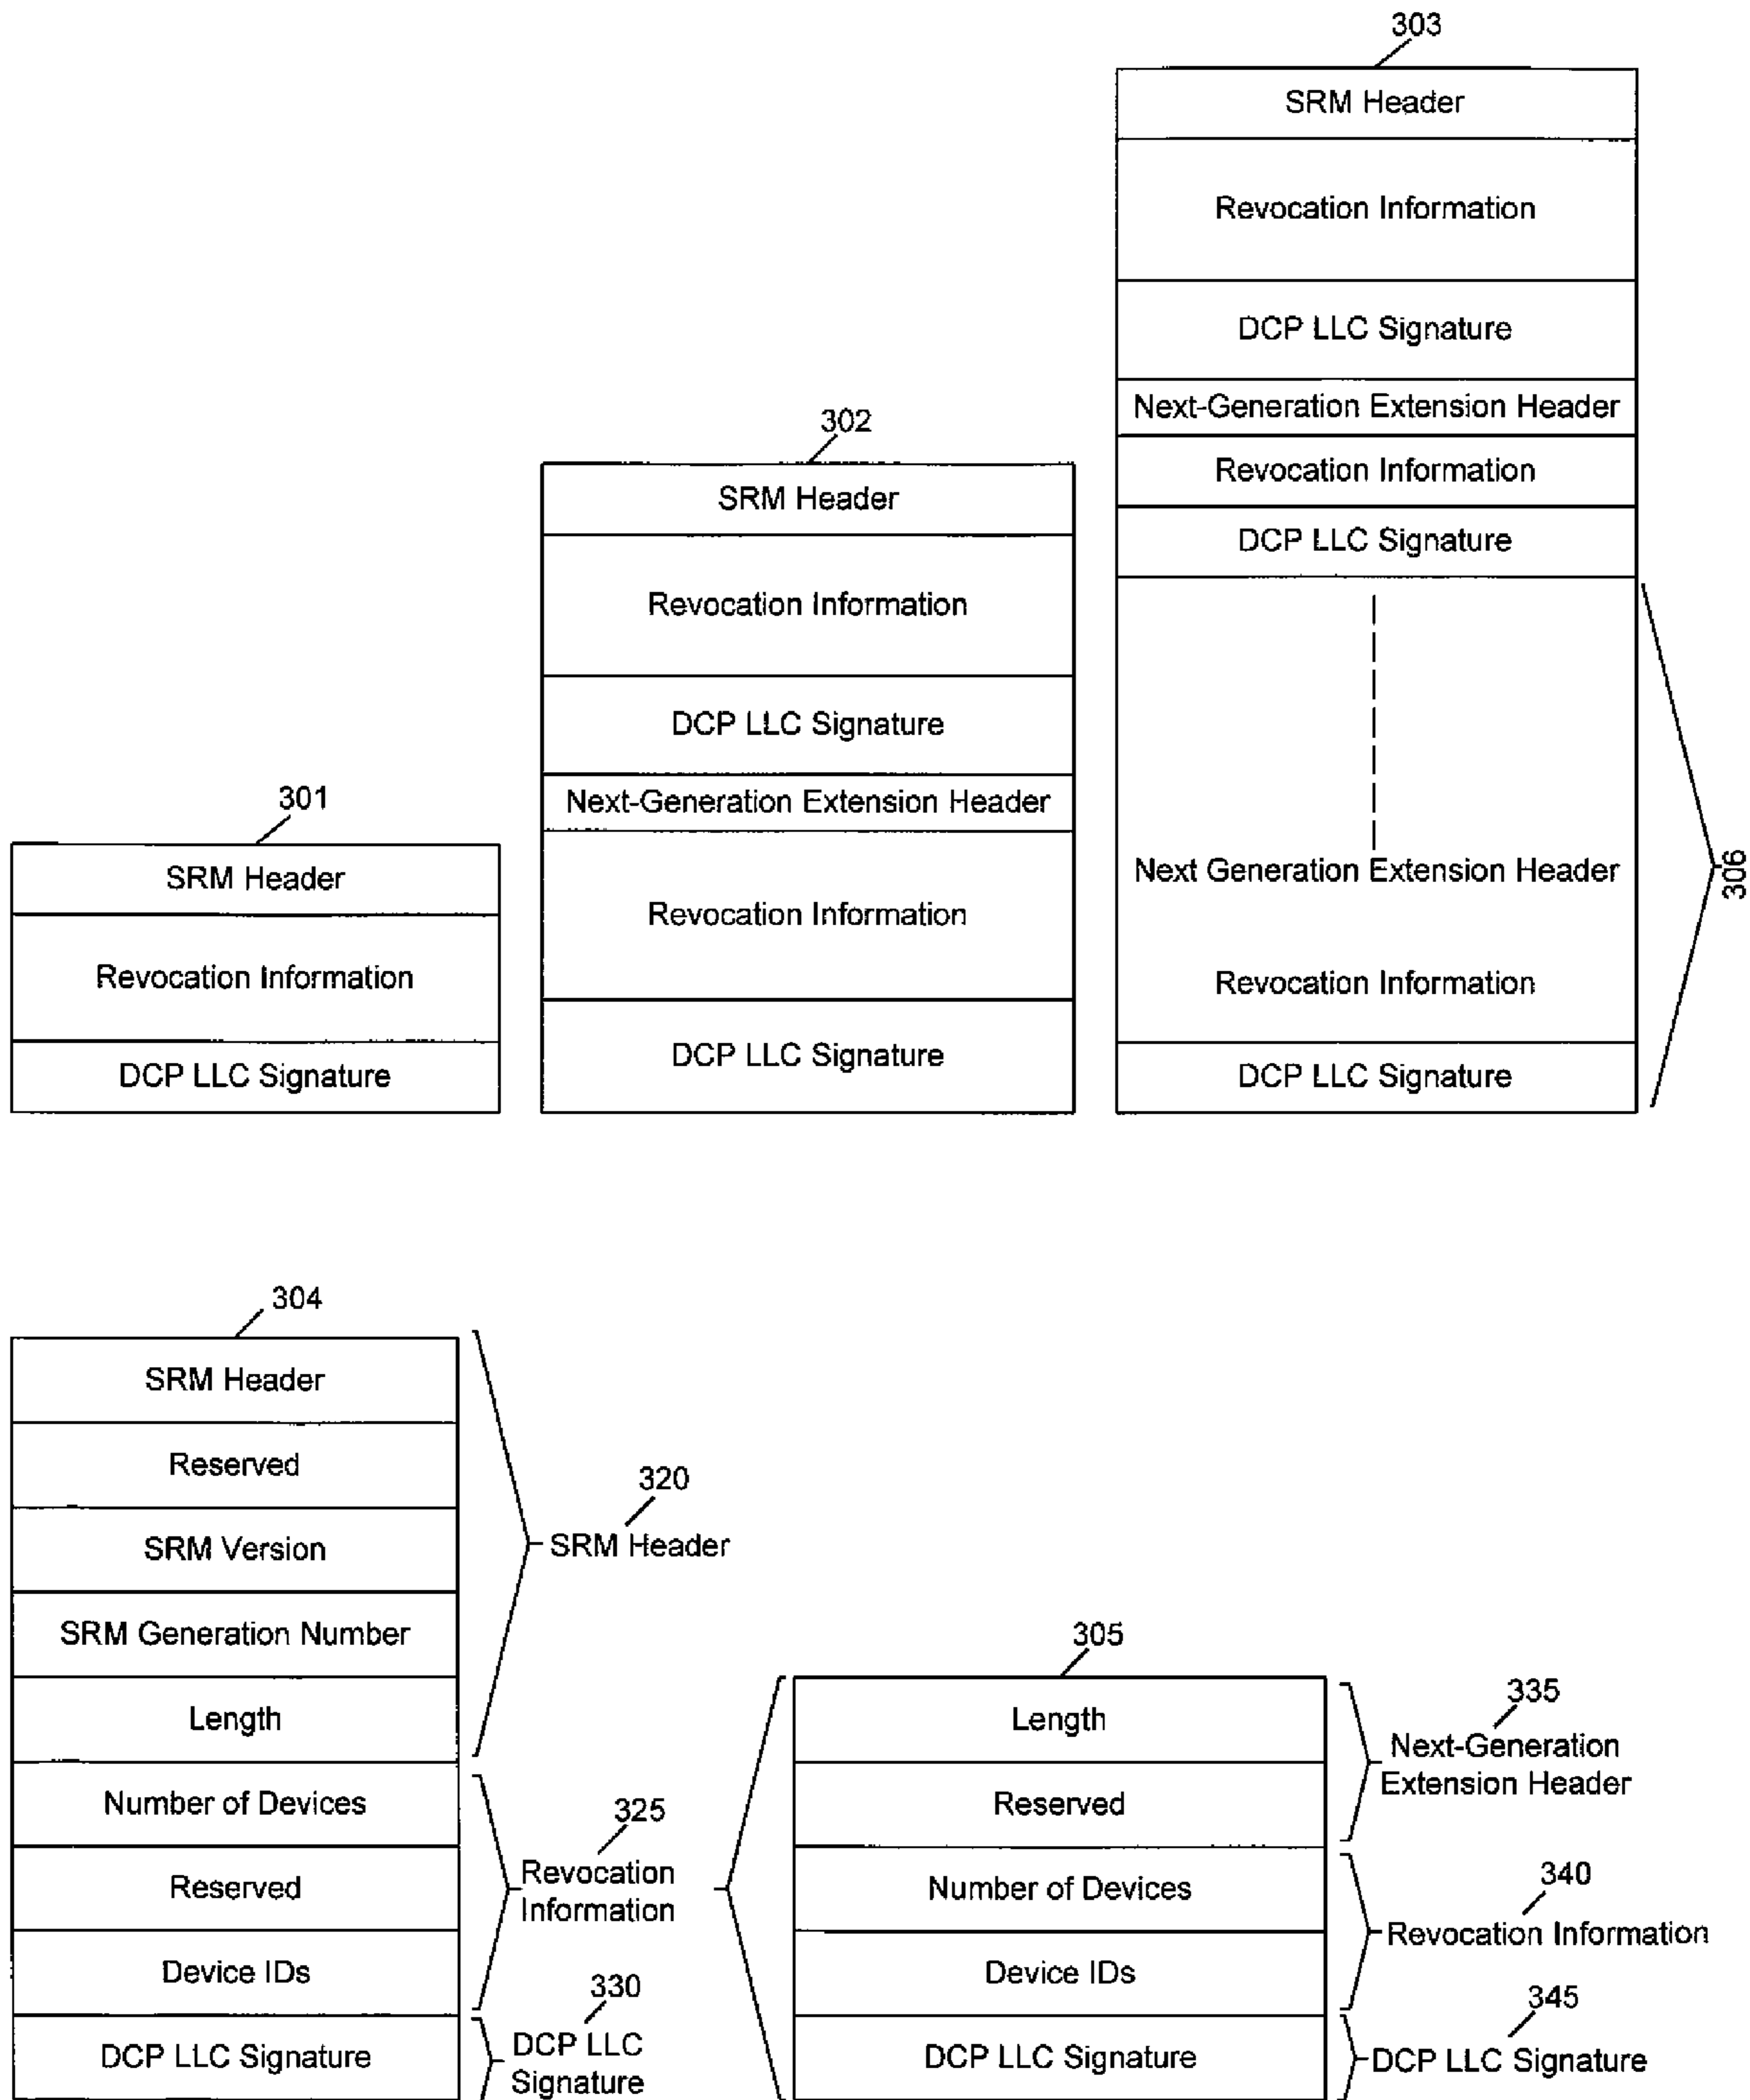 303
SRM Header
Revocation Information
DCP LLC Signature
Next-Generation Extension Header
Revocation Information
DCP LLC Signature
Next Generation Extension Header
Revocation Information
DCP LLC Signature
306
302
SRM Header
Revocation Information
DCP LLC Signature
Next-Generation Extension Header
Revocation Information
DCP LLC Signature
301
SRM Header
Revocation Information
DCP LLC Signature
304
SRM Header
Reserved
SRM Version
SRM Generation Number
Length
Number of Devices
Reserved
Device IDs
DCP LLC Signature
320
SRM Header
325
Revocation
Information
330
DCP LLC
Signature
305
Length
Reserved
Number of Devices
Device IDs
DCP LLC Signature
335
Next-Generation
Extension Header
340
Revocation Information
345
DCP LLC Signature